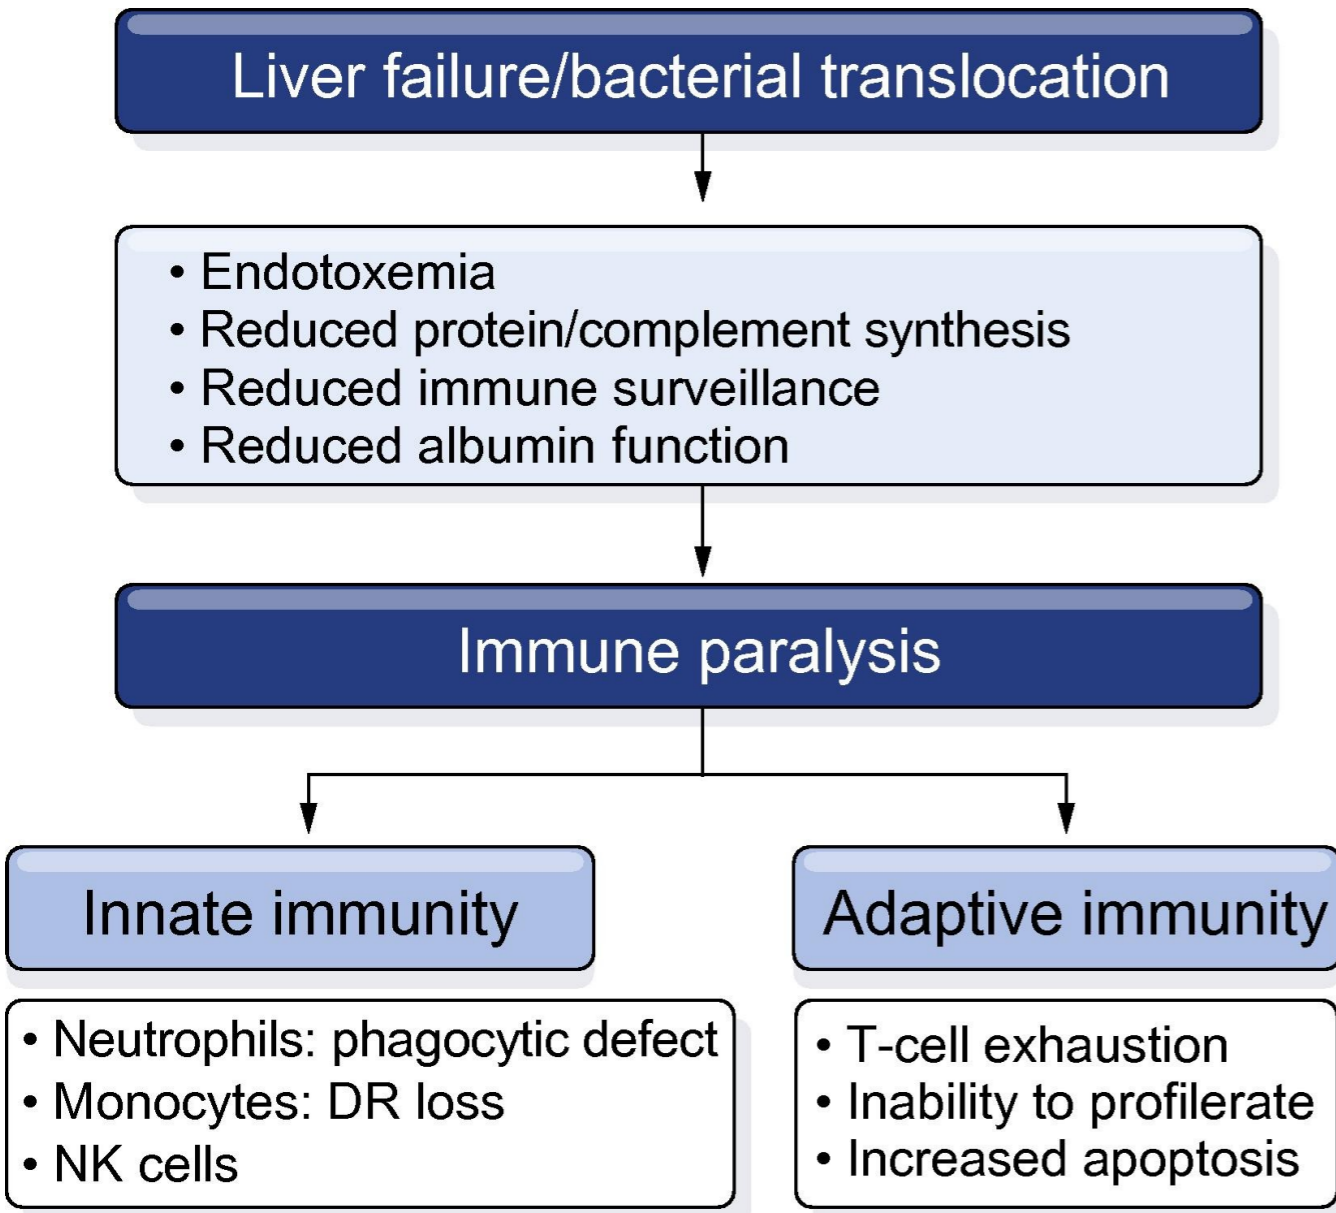 Liver failure/bacterial translocation
• Endotoxemia
• Reduced protein/complement synthesis
• Reduced immune surveillance
• Reduced albumin function
Immune paralysis
Innate immunity
• Neutrophils: phagocytic defect
• Monocytes: DR loss
• NK cells
Adaptive immunity
• T-cell exhaustion
• Inability to profilerate
• Increased apoptosis